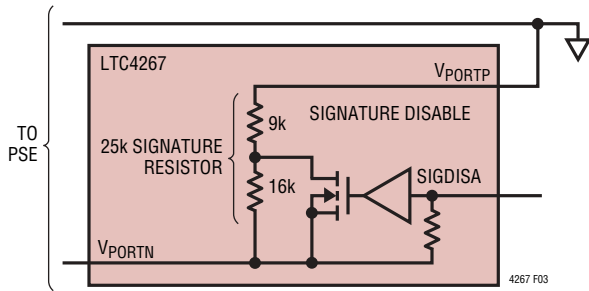 LTC4267
VPORTP
SIGNATURE DISABLE
9k
TO
PSE
25k SIGNATURE
RESISTOR
16k
SIGDISA
VPORTN
4267 F03